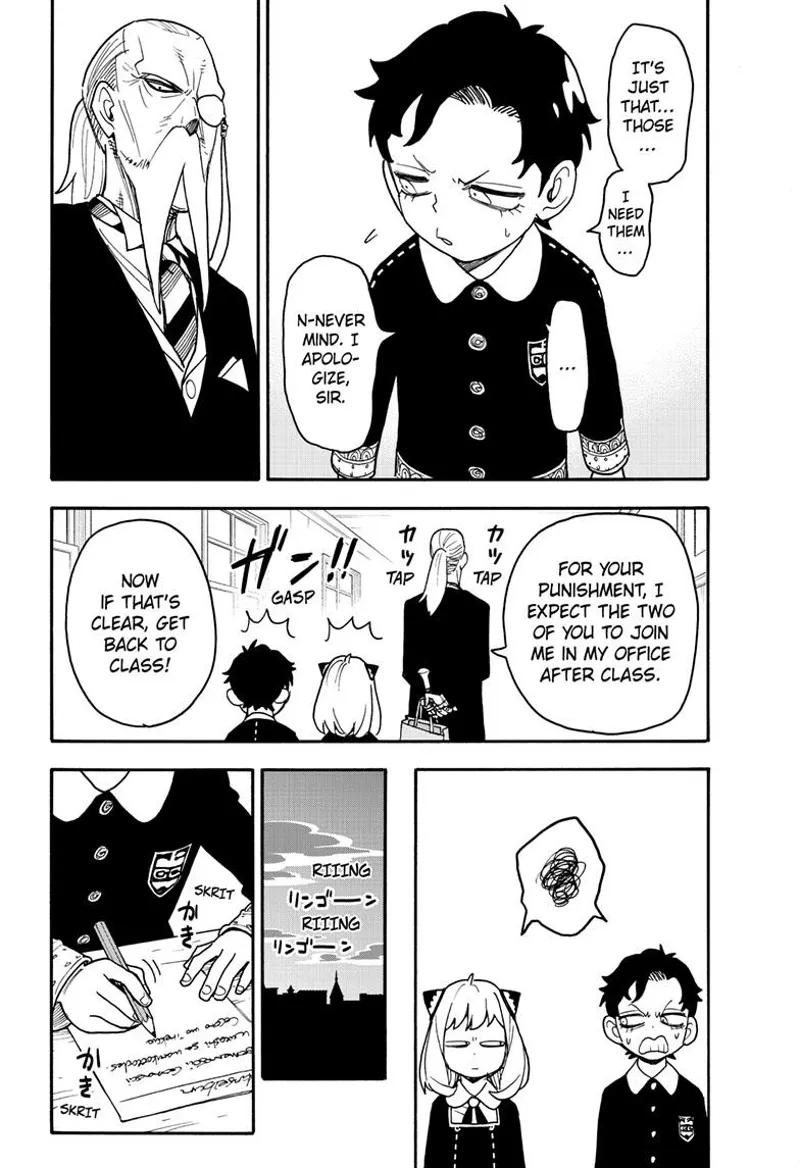 IT'S
JUST
THAT...
THOSE
...
I
NEED
THEM
...
...
N-NEVER
MIND. I
APOLO-
GIZE,
SIR.
FOR YOUR
PUNISHMENT, I
EXPECT THE TWO
OF YOU TO JOIN
ME IN MY OFFICE
AFTER CLASS.
カッ
TAP
カッ
TAP
ガーン!!
GASP
NOW
IF THAT'S
CLEAR, GET
BACK TO
CLASS!
RIIING
リンゴーン
RIIING
リンゴーン
SKRIT
かき
かき
SKRIT